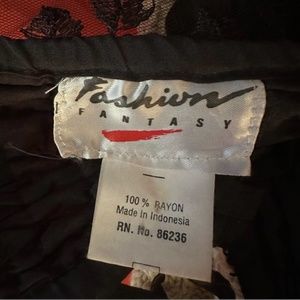 Fashion
FANTASY
100% RAYON
Made In Indonesia
RN. No. 86236